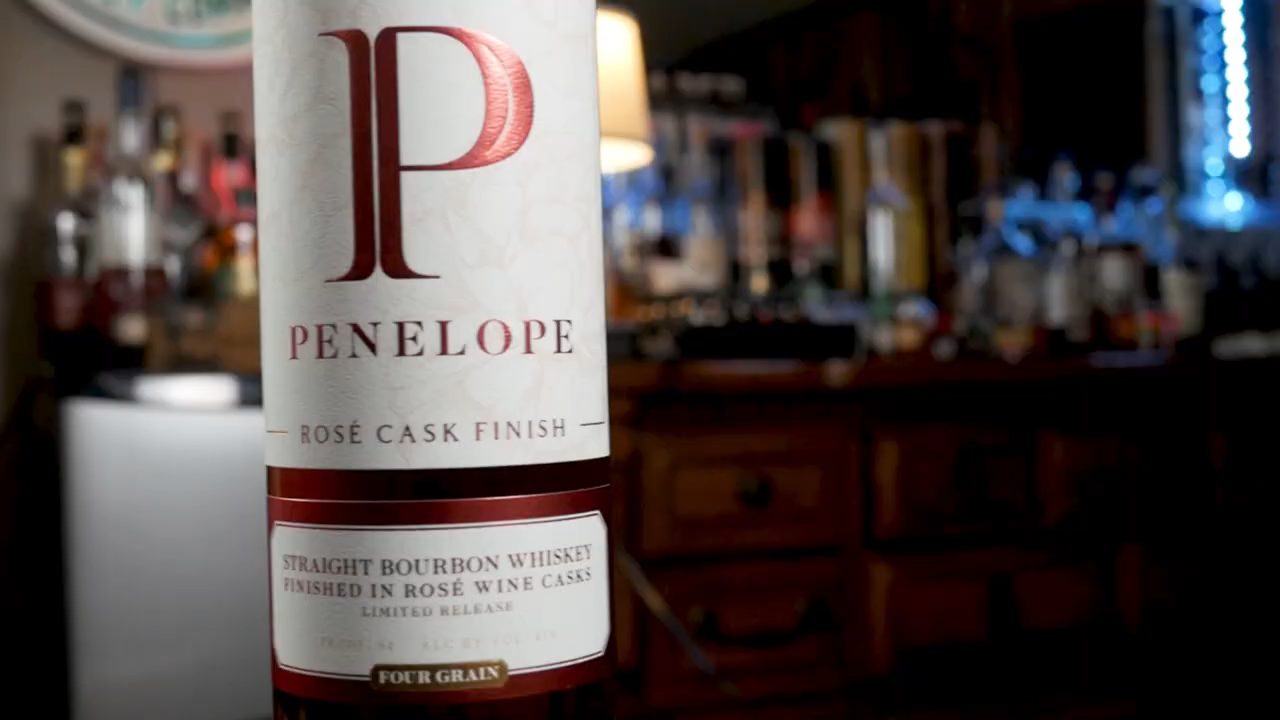 P
PENELOPE
ROSÉ CASK FINISH
STRAIGHT BOURBON WHISKEY
FINISHED IN ROSÉ WINE CASKS
LIMITED RELEASE
FOUR GRAIN